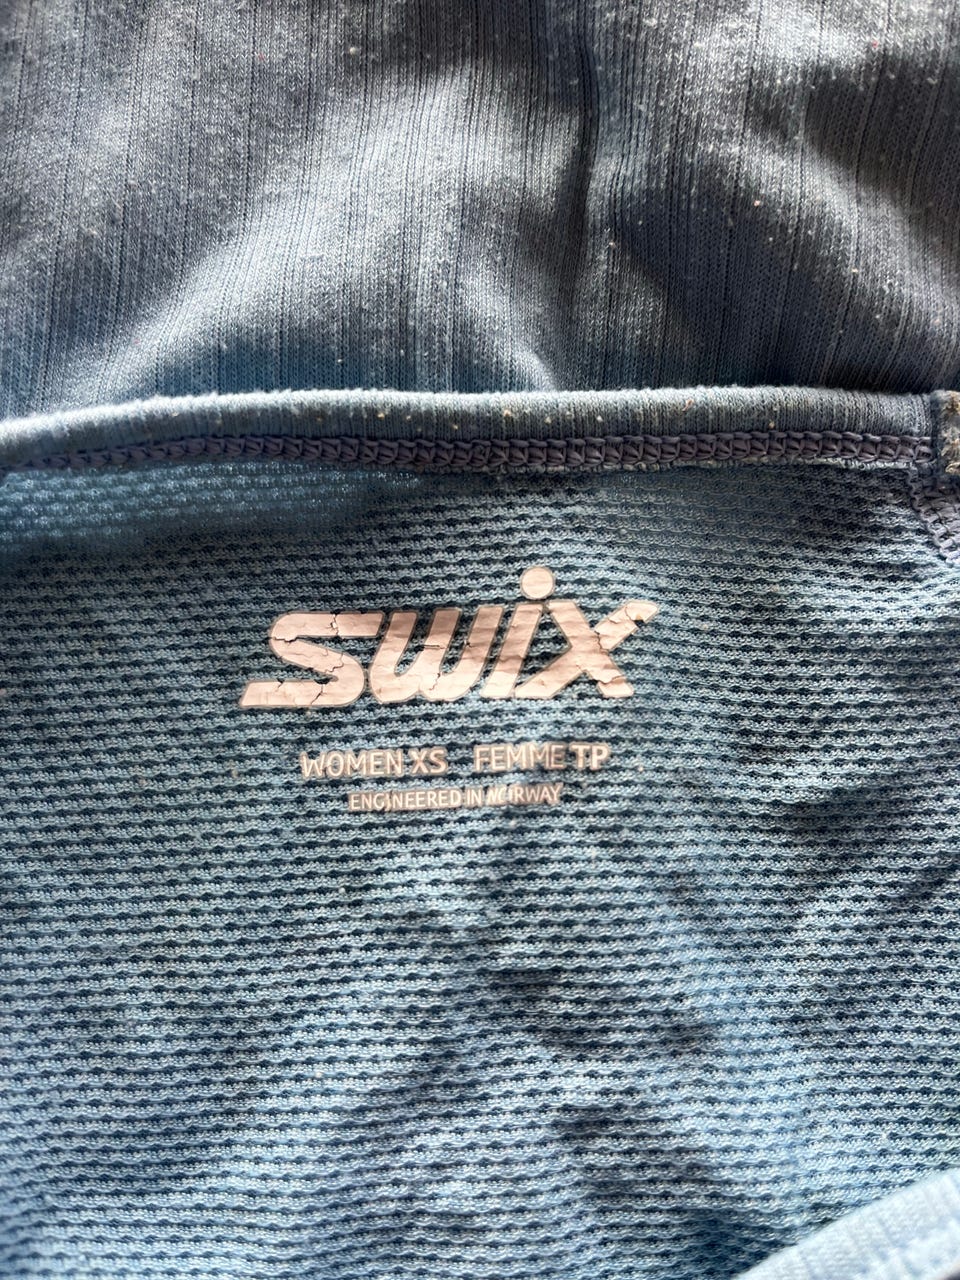 swix
WOMEN XS FEMME TP
ENGINEERED IN NORWAY